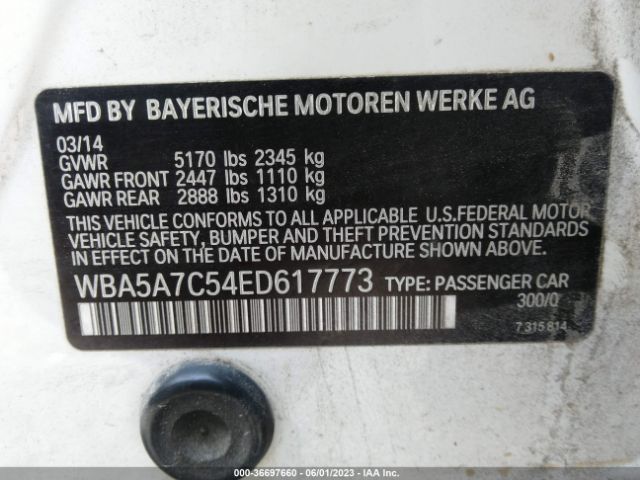 MFD BY BAYERISCHE MOTOREN WERKE AG
03/14
GVWR 5170 lbs 2345 kg
GAWR FRONT 2447 lbs 1110 kg
GAWR REAR 2888 lbs 1310 kg
THIS VEHICLE CONFORMS TO ALL APPLICABLE U.S.FEDERAL MOTOR
VEHICLE SAFETY, BUMPER AND THEFT PREVENTION STANDARDS
IN EFFECT ON THE DATE OF MANUFACTURE SHOWN ABOVE.
WBA5A7C54ED617773 TYPE: PASSENGER CAR
300/0
7 315 814
000-36697660 - 06/01/2023 - COPART